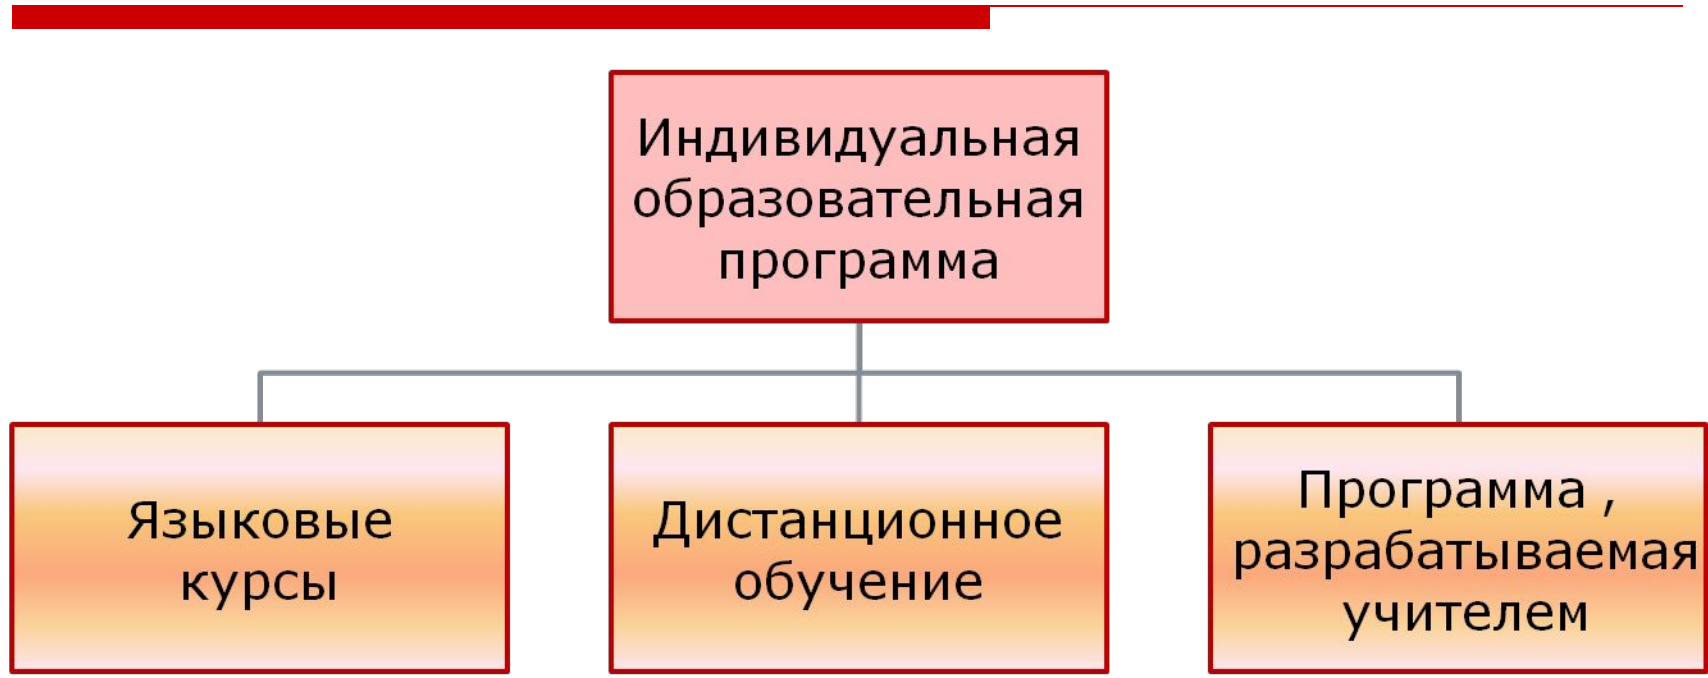 Индивидуальная
образовательная
программа
Языковые
курсы
Дистанционное
обучение
Программа ,
разрабатываемая
учителем